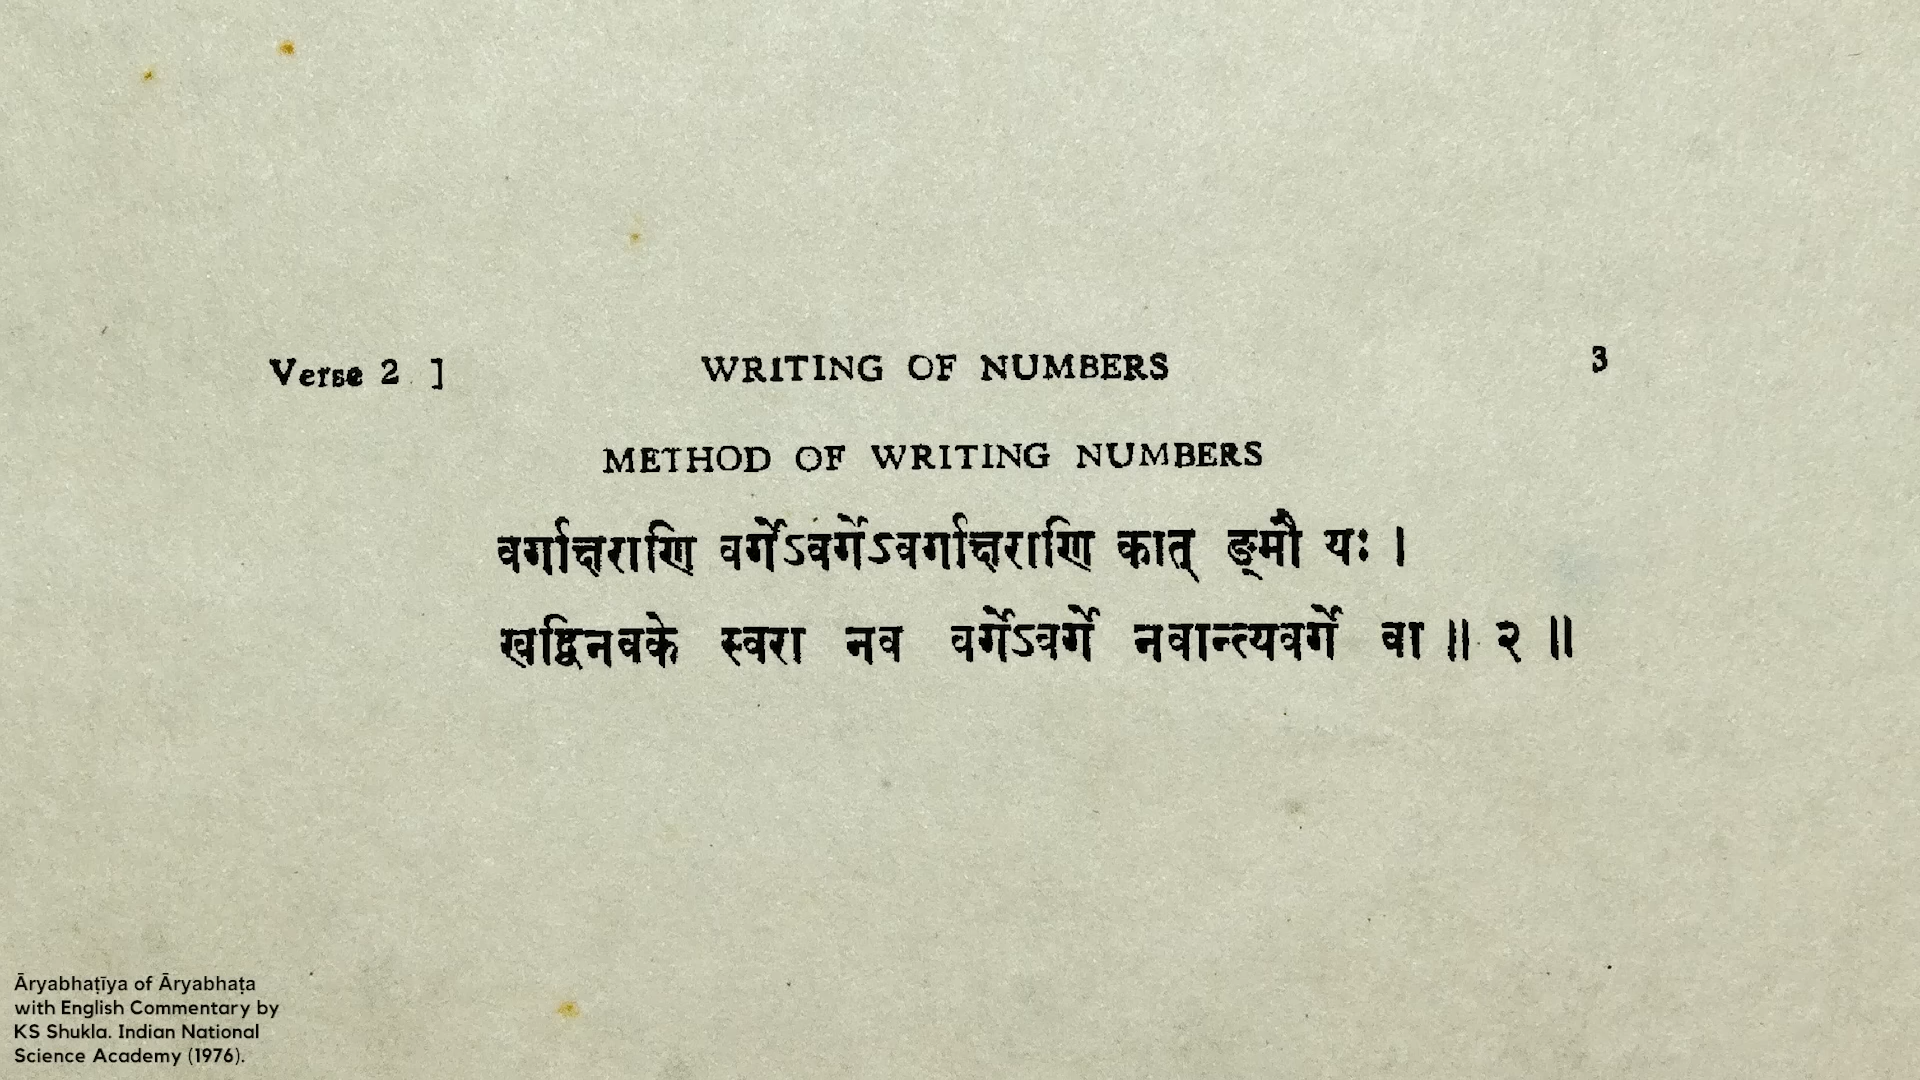 Verse 2 ] WRITING OF NUMBERS 3
METHOD OF WRITING NUMBERS
वर्गाक्षराणि वर्गेऽवर्गेऽवर्गाक्षराणि कात् ङ्मौ यः ।
खद्विनवके स्वरा नव वर्गेऽवर्गे नवान्त्यवर्गे वा ॥ २ ॥
Āryabhaṭīya of Āryabhaṭa
with English Commentary by
KS Shukla. Indian National
Science Academy (1976).